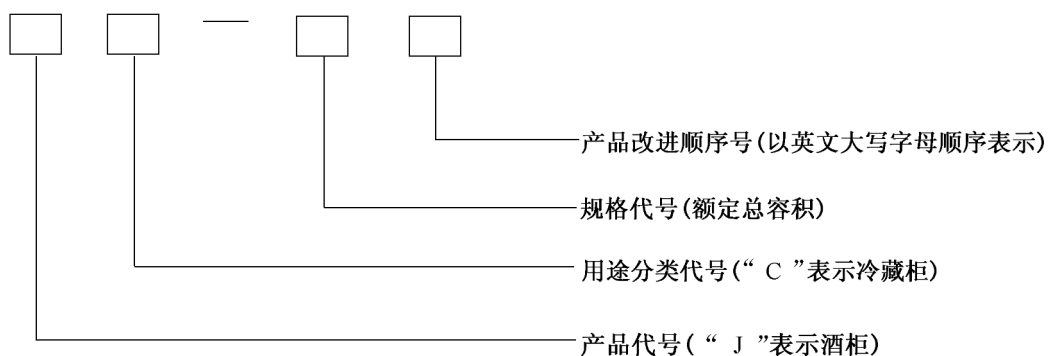 产品改进顺序号(以英文大写字母顺序表示)
规格代号(额定总容积)
用途分类代号(“ C ”表示冷藏柜)
产品代号( “ J ”表示酒柜)